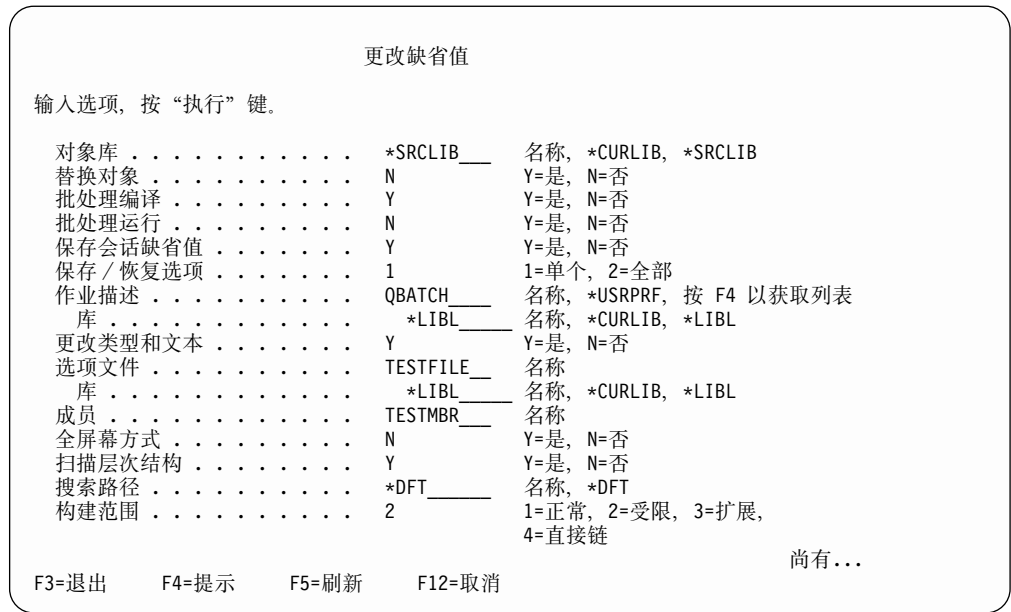 更改缺省值
输入选项, 按“执行”键。
对象库 . . . . . . . . . . . *SRCLIB___ 名称, *CURLIB, *SRCLIB
替换对象 . . . . . . . . . . N Y=是, N=否
批处理编译 . . . . . . . . . Y Y=是, N=否
批处理运行 . . . . . . . . . N Y=是, N=否
保存会话缺省值 . . . . . . . Y Y=是, N=否
保存/恢复选项 . . . . . . . 1 1=单个, 2=全部
作业描述 . . . . . . . . . . QBATCH____ 名称, *USRPRF, 按 F4 以获取列表
库 . . . . . . . . . . . . *LIBL_____ 名称, *CURLIB, *LIBL
更改类型和文本 . . . . . . . Y Y=是, N=否
选项文件 . . . . . . . . . . TESTFILE__ 名称
库 . . . . . . . . . . . . *LIBL_____ 名称, *CURLIB, *LIBL
成员 . . . . . . . . . . . . TESTMBR___ 名称
全屏幕方式 . . . . . . . . . N Y=是, N=否
扫描层次结构 . . . . . . . . Y Y=是, N=否
搜索路径 . . . . . . . . . . *DFT______ 名称, *DFT
构建范围 . . . . . . . . . . 2 1=正常, 2=受限, 3=扩展,
4=直接链
尚有...
F3=退出 F4=提示 F5=刷新 F12=取消